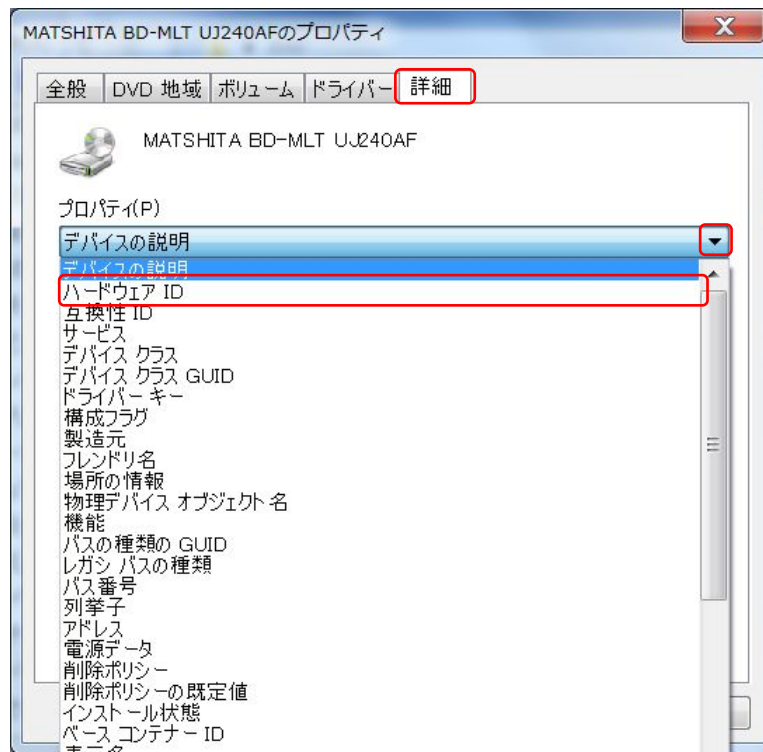 MATSHITA BD-MLT UJ240AFのプロパティ
全般 DVD 地域 ボリューム ドライバー 詳細
MATSHITA BD-MLT UJ240AF
プロパティ(P)
デバイスの説明
デバイスの説明
ハードウェア ID
互換性 ID
サービス
デバイス クラス
デバイス クラス GUID
ドライバー キー
構成フラグ
製造元
フレンドリ名
場所の情報
物理デバイス オブジェクト名
機能
バスの種類の GUID
レガシ バスの種類
バス番号
列挙子
アドレス
電源データ
削除ポリシー
削除ポリシーの既定値
インストール状態
ベース コンテナー ID